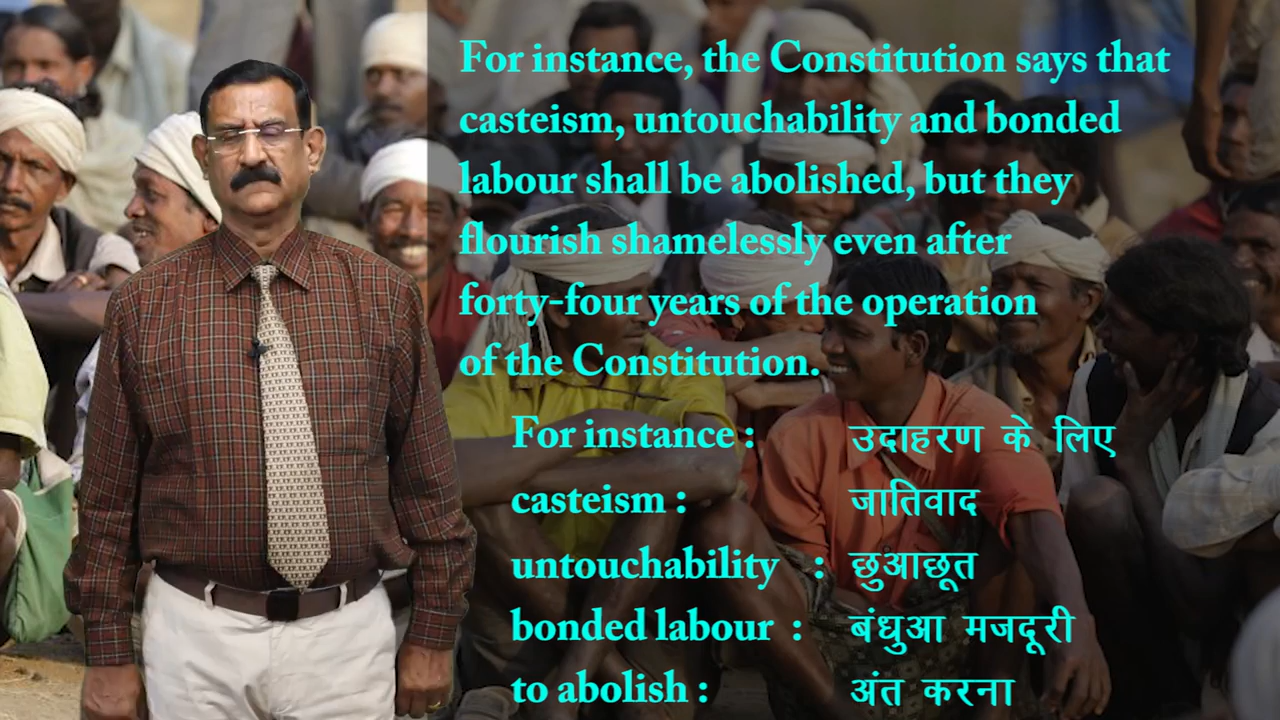 For instance, the Constitution says that
casteism, untouchability and bonded
labour shall be abolished, but they
flourish shamelessly even after
forty-four years of the operation
of the Constitution.
For instance : उदाहरण के लिए
casteism : जातिवाद
untouchability : छुआछूत
bonded labour : बंधुआ मजदूरी
to abolish : अंत करना